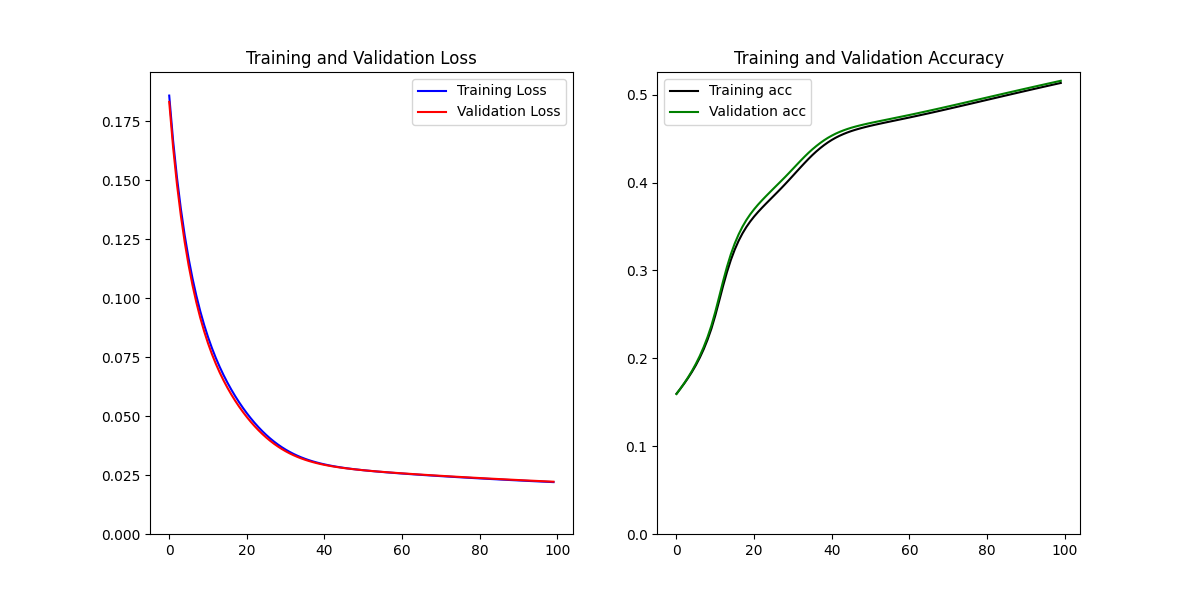 Training and Validation Loss
Training Loss
Validation Loss
0.175
0.150
0.125
0.100
0.075
0.050
0.025
0.000
0 20 40 60 80 100
Training and Validation Accuracy
Training acc
Validation acc
0.5
0.4
0.3
0.2
0.1
0.0
0 20 40 60 80 100